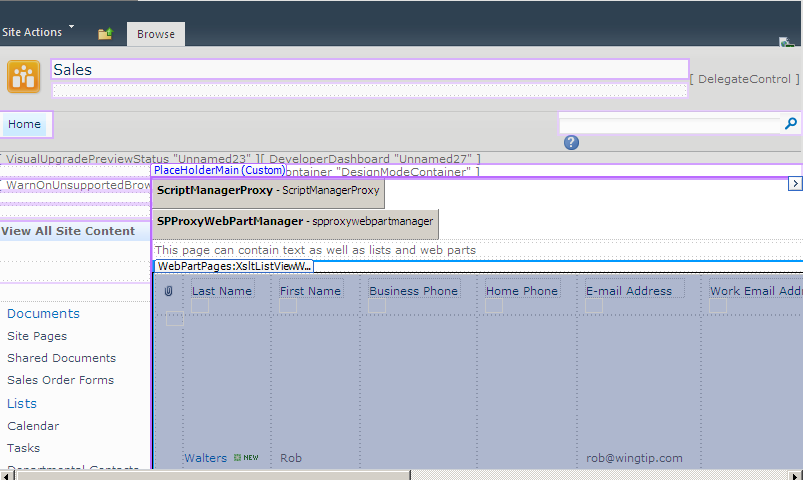 Site Actions
Browse
Sales
[ DelegateControl ]
Home
[ VisualUpgradePreviewStatus "Unnamed23" ][ DeveloperDashboard "Unnamed27" ]
PlaceHolderMain (Custom) ontainer "DesignModeContainer" ]
[ WarnOnUnsupportedBrow
ScriptManagerProxy - ScriptManagerProxy
SPProxyWebPartManager - spproxywebpartmanager
View All Site Content
This page can contain text as well as lists and web parts
WebPartPages:XsltListViewW...
Last Name First Name Business Phone Home Phone E-mail Address Work Email Addr
Documents
Site Pages
Shared Documents
Sales Order Forms
Lists
Calendar
Tasks
Walters NEW Rob rob@wingtip.com
Departmental Contacts